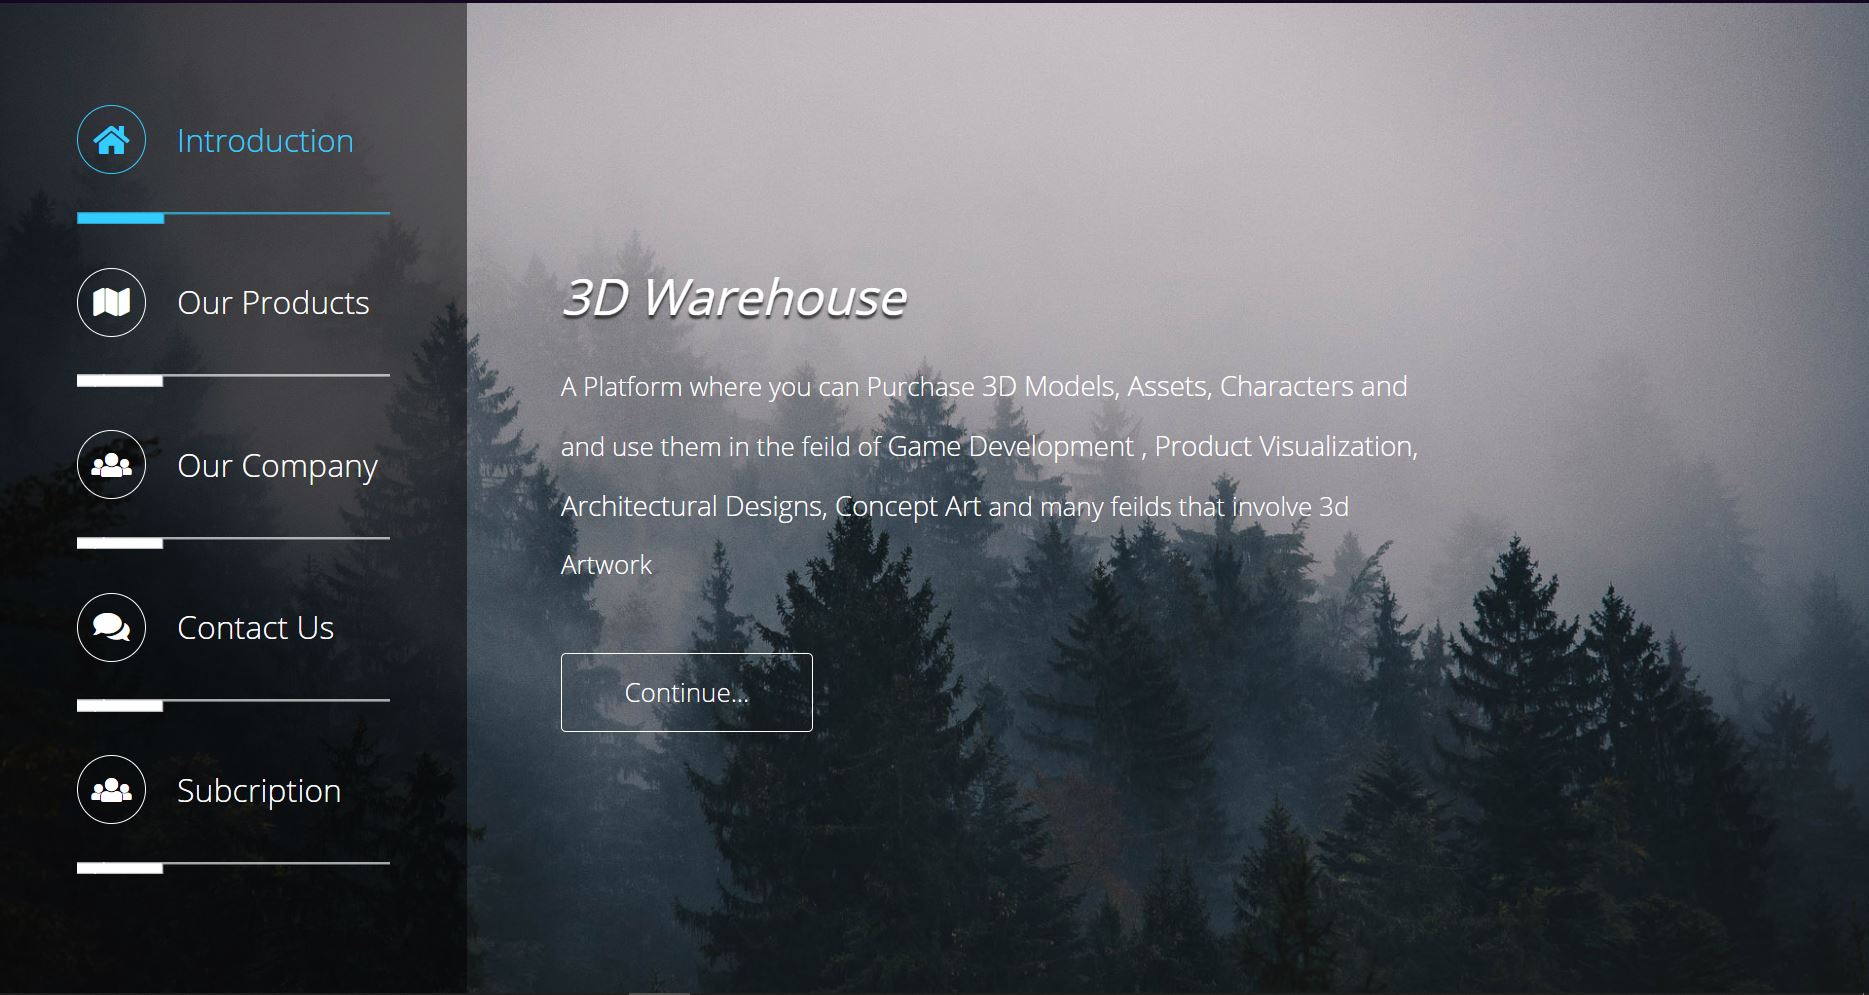 Introduction
Our Products
Our Company
Contact Us
Subcription
3D Warehouse
A Platform where you can Purchase 3D Models, Assets, Characters and
and use them in the feild of Game Development , Product Visualization,
Architectural Designs, Concept Art and many feilds that involve 3d
Artwork
Continue...